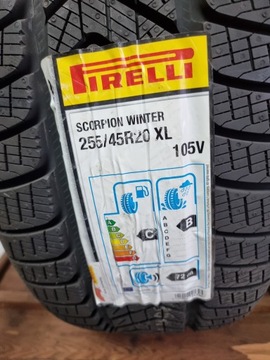 PIRELLI
SCORPION WINTER
255/45R20 XL
105V
A
B
C
D
E
F
G
C
B
72